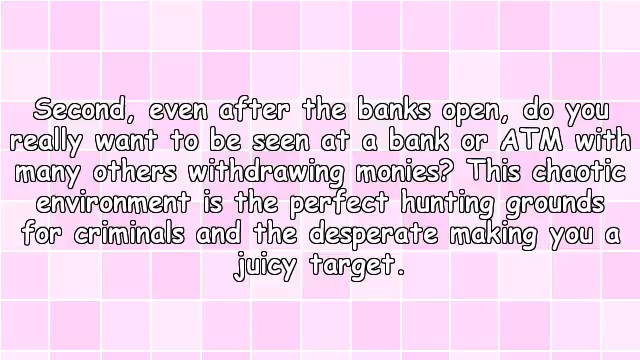 Second, even after the banks open, do you
really want to be seen at a bank or ATM with
many others withdrawing monies? This chaotic
environment is the perfect hunting grounds
for criminals and the desperate making you a
juicy target.